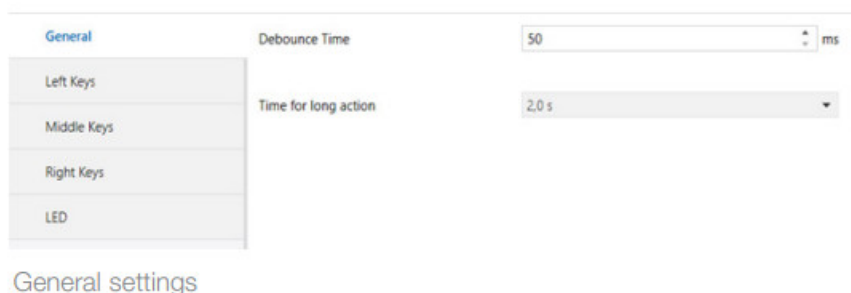 General
Debounce Time 50 ms
Left Keys
Time for long action 2,0 s
Middle Keys
Right Keys
LED
General settings